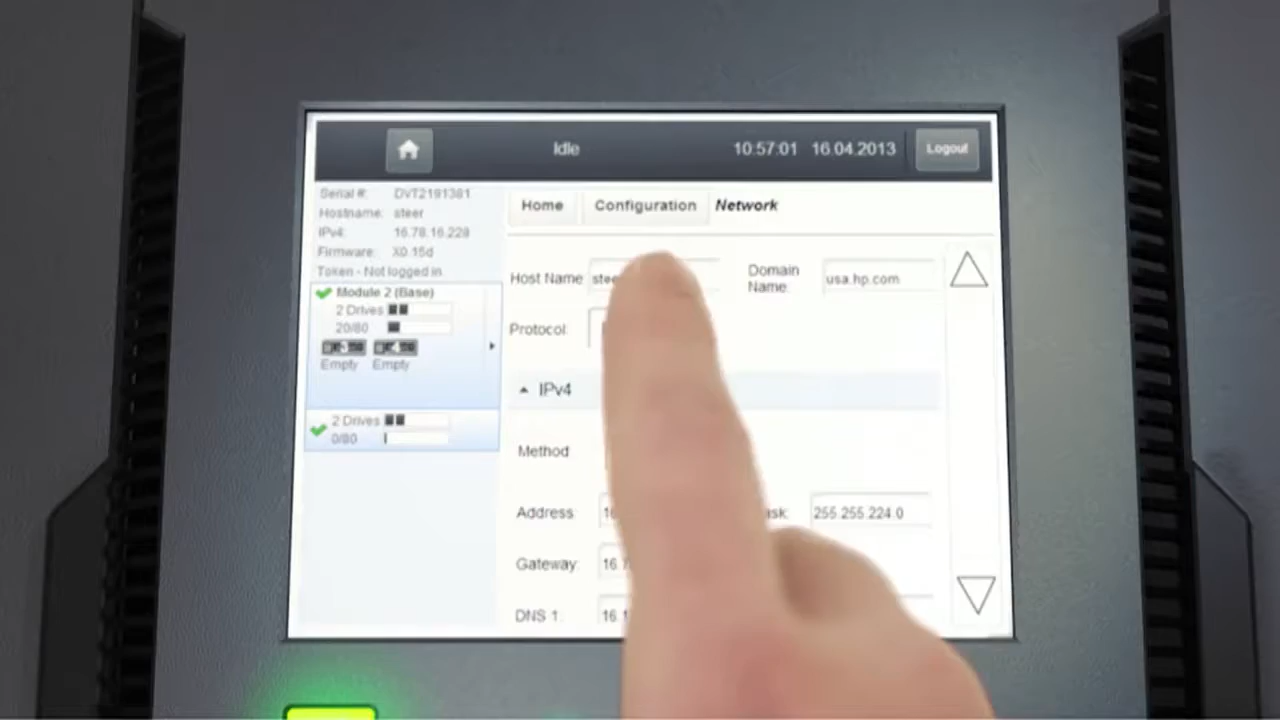 Idle
10:57:01 16.04.2013
Logout
Serial #: DVT2191381
Hostname: steer
IPv4: 16.78.16.228
Firmware: X0.15d
Token - Not logged in
Module 2 (Base)
2 Drives
20/80
Empty Empty
2 Drives
0/80
Home Configuration Network
Host Name Domain Name: usa.hp.com
Protocol:
IPv4
Method
Address: 255.255.224.0
Gateway:
DNS 1: